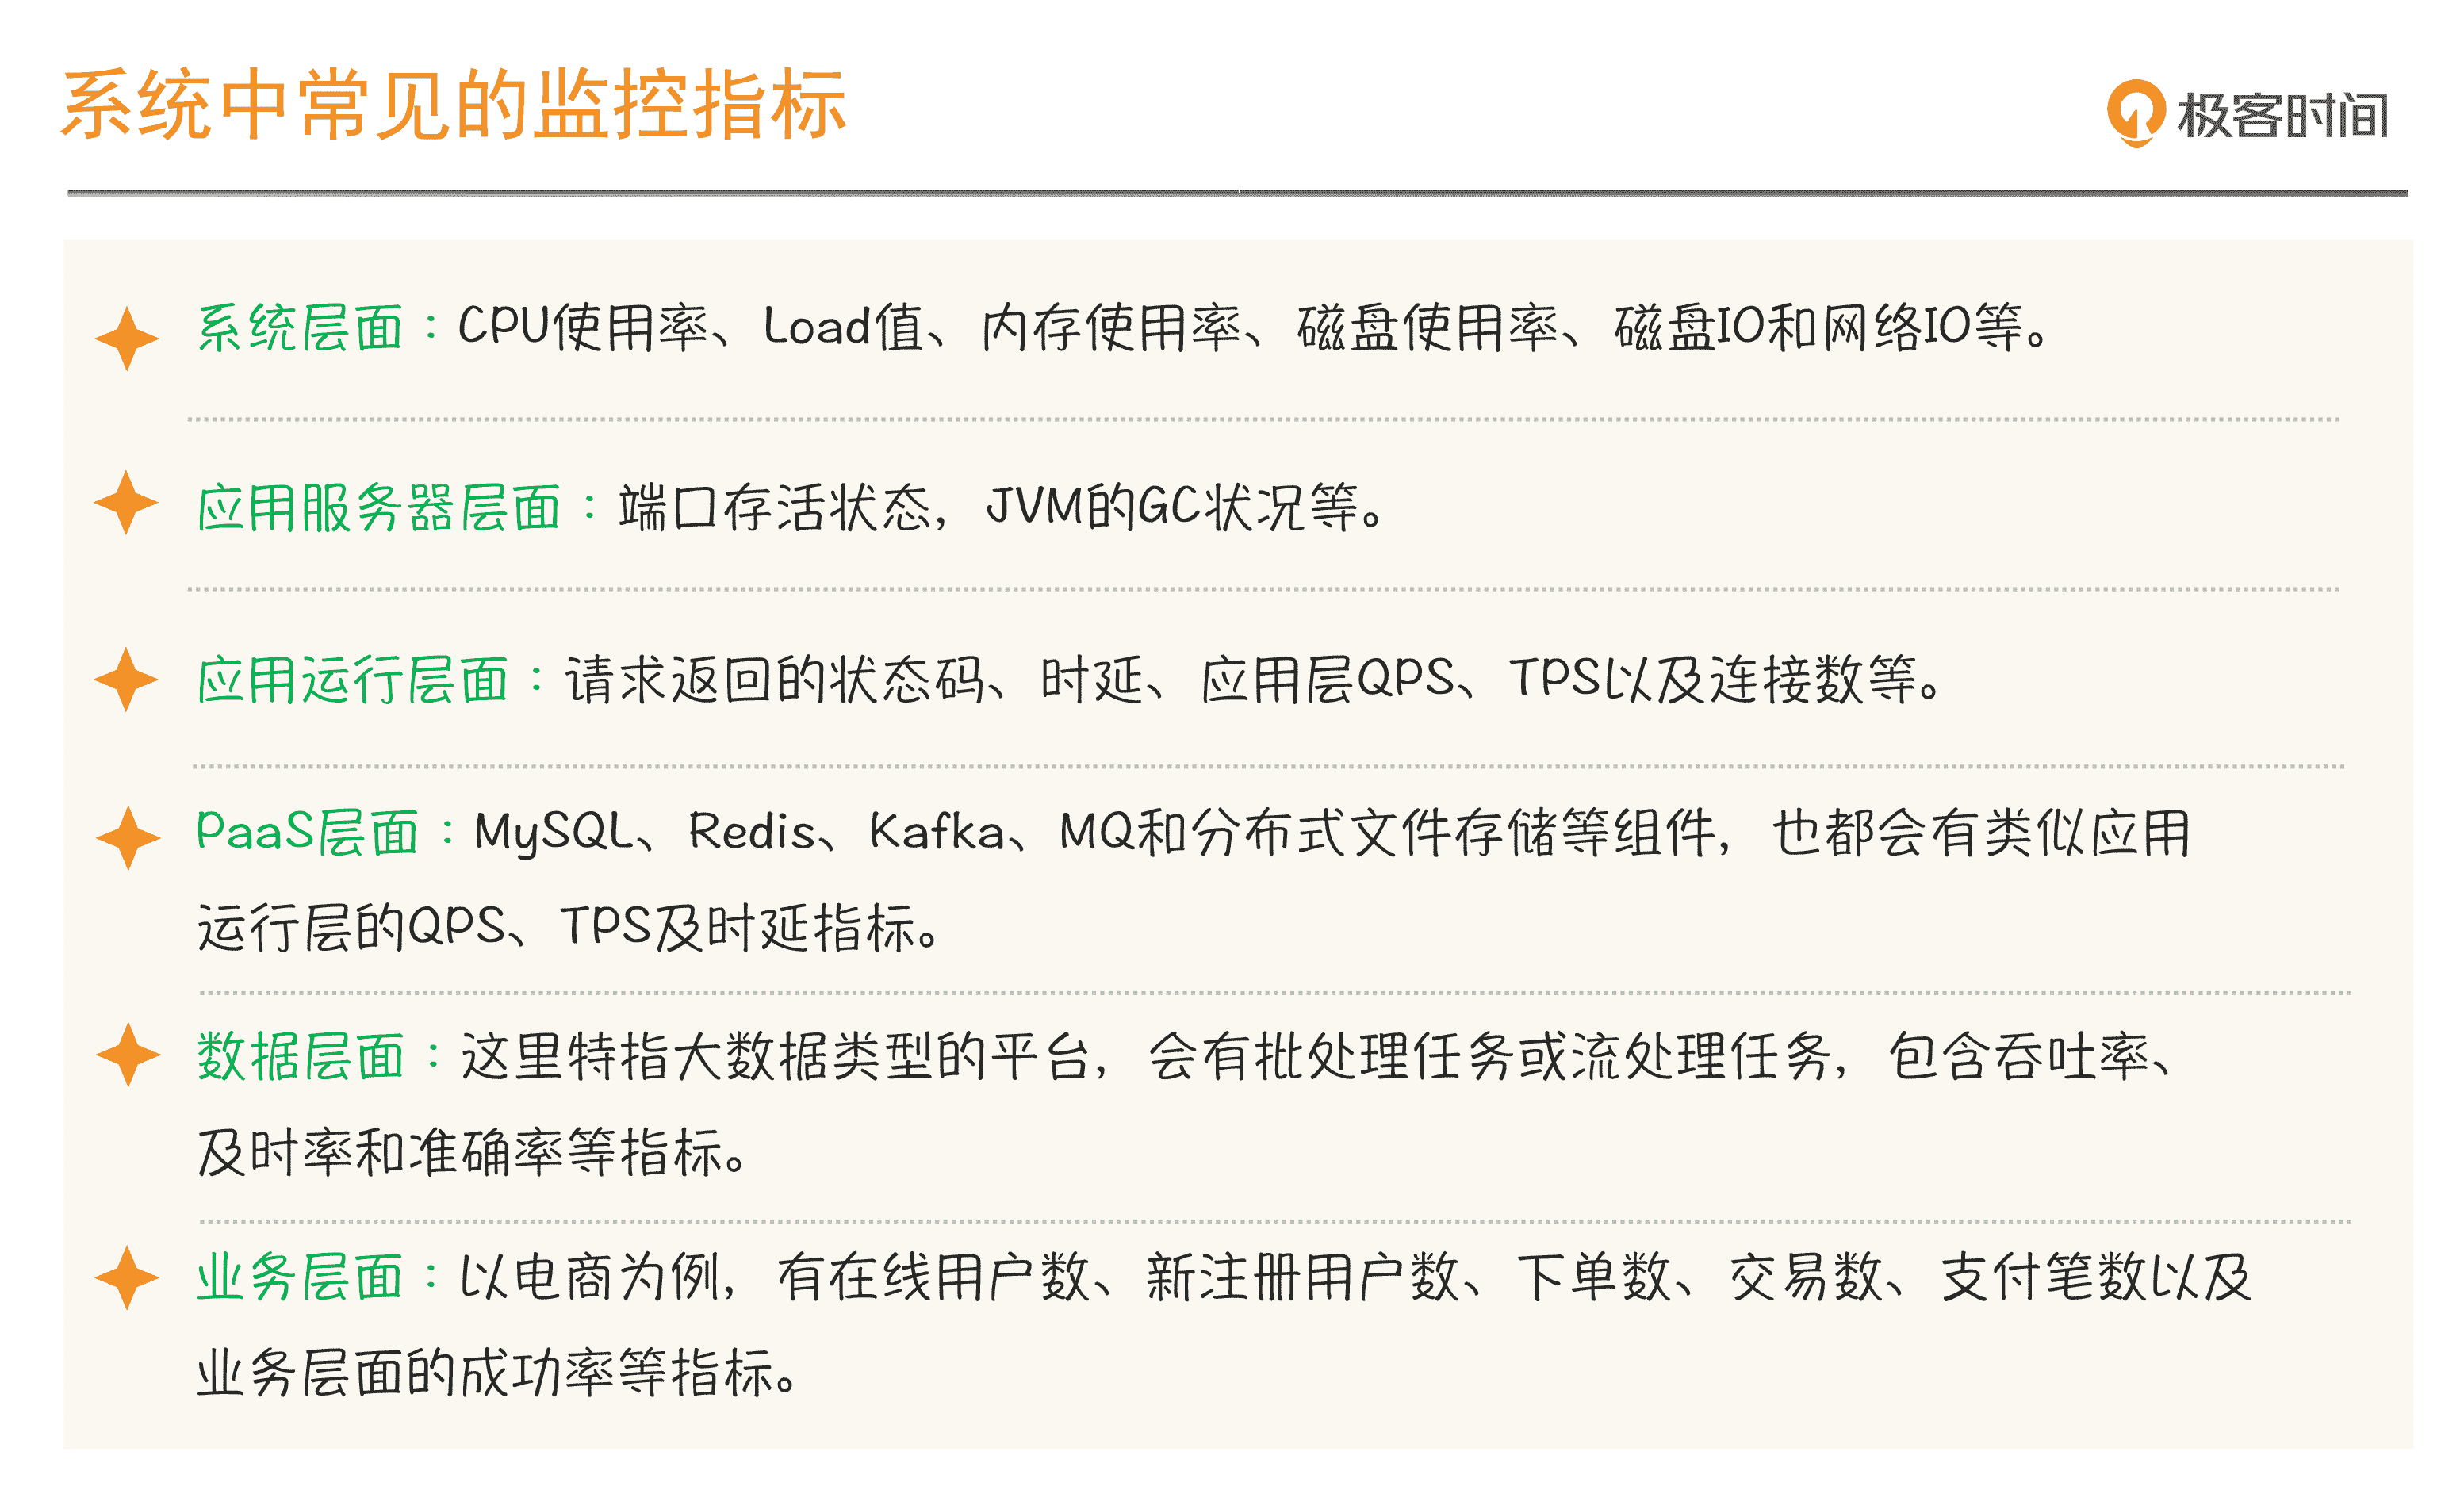 系统中常见的监控指标
极客时间
系统层面：CPU使用率、Load值、内存使用率、磁盘使用率、磁盘IO和网络IO等。
应用服务器层面：端口存活状态，JVM的GC状况等。
应用运行层面：请求返回的状态码、时延、应用层QPS、TPS以及连接数等。
PaaS层面：MySQL、Redis、Kafka、MQ和分布式文件存储等组件，也都会有类似应用
运行层的QPS、TPS及时延指标。
数据层面：这里特指大数据类型的平台，会有批处理任务或流处理任务，包含吞吐率、
及时率和准确率等指标。
业务层面：以电商为例，有在线用户数、新注册用户数、下单数、交易数、支付笔数以及
业务层面的成功率等指标。